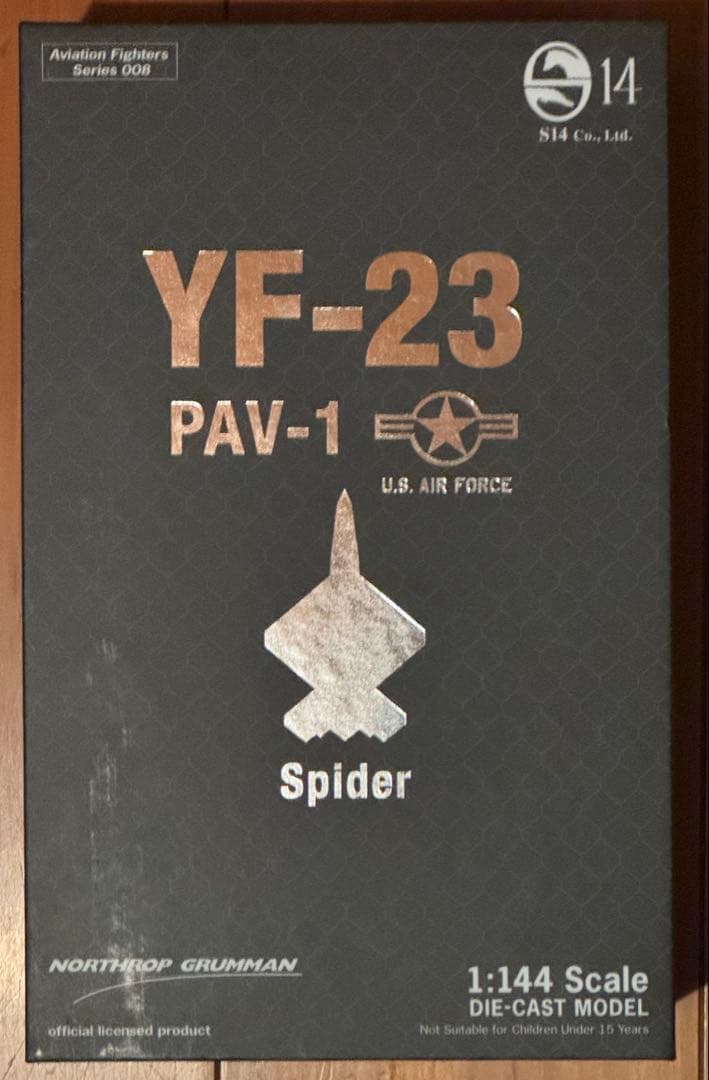 Aviation Fighters
Series 008
14
S14 Co., Ltd.
YF-23
PAV-1
U.S. AIR FORCE
Spider
NORTHROP GRUMMAN
official licensed product
1:144 Scale
DIE-CAST MODEL
Not Suitable for Children Under 15 Years